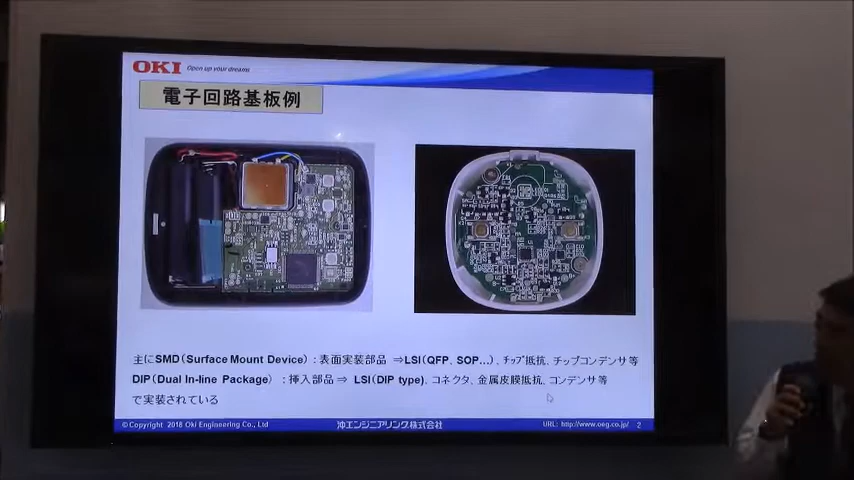 OKI Open up your dreams
電子回路基板例
主にSMD(Surface Mount Device):表面実装部品 ⇒LSI(QFP、SOP…)、チップ抵抗、チップコンデンサ等
DIP(Dual In-line Package) :挿入部品⇒ LSI(DIP type)、コネクタ、金属皮膜抵抗、コンデンサ等
で実装されている
©Copyright 2018 Oki Engineering Co., Ltd
沖エンジニアリング株式会社
URL: http://www.oeg.co.jp/ 2